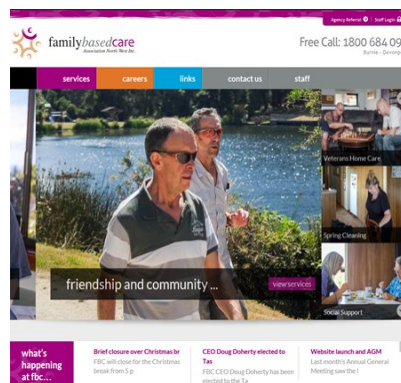 Agency Referral
Staff Login
familybasedcare
Association North West Inc.
Free Call: 1800 684 09
Burnie - Devonpo
services
careers
links
contact us
staff
Veterans Home Care
Spring Cleaning
friendship and community ...
view services
Social Support
what's
happening
at fbc...
Brief closure over Christmas br
FBC will close for the Christmas
break from 5 p
CEO Doug Doherty elected to
Tas
FBC CEO Doug Doherty has been
elected to the Ta
Website launch and AGM
Last month's Annual General
Meeting saw the l